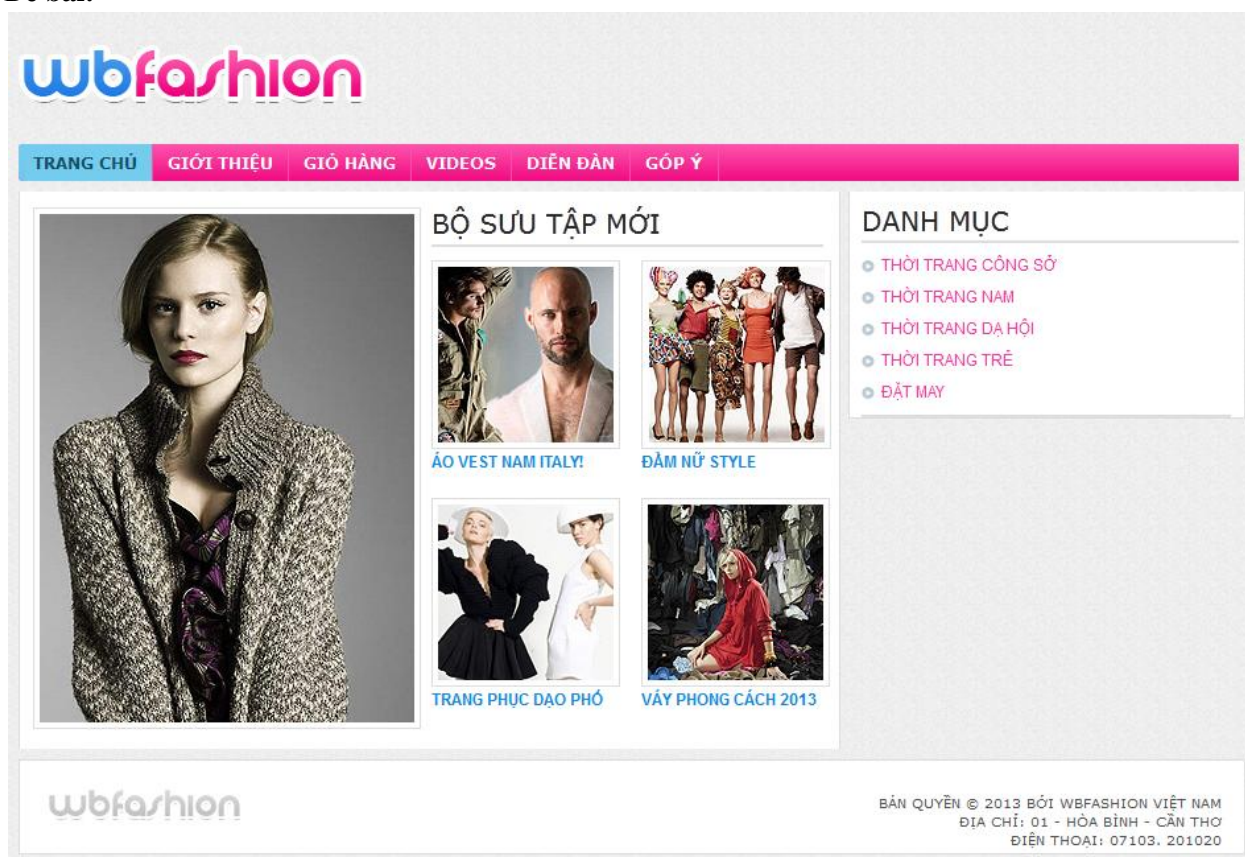 wbfashion
TRANG CHỦ GIỚI THIỆU GIỎ HÀNG VIDEOS DIỄN ĐÀN GÓP Ý
BỘ SƯU TẬP MỚI
ÁO VEST NAM ITALY!
ĐẦM NỮ STYLE
TRANG PHỤC DẠO PHỐ
VÁY PHONG CÁCH 2013
DANH MỤC
THỜI TRANG CÔNG SỞ
THỜI TRANG NAM
THỜI TRANG DẠ HỘI
THỜI TRANG TRẺ
ĐẶT MAY
wbfashion
BẢN QUYỀN © 2013 BỞI WBFASHION VIỆT NAM
ĐỊA CHỈ: 01 - HÒA BÌNH - CẦN THƠ
ĐIỆN THOẠI: 07103. 201020